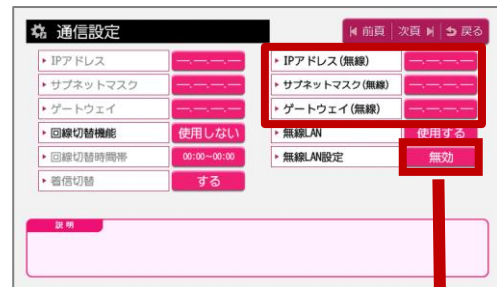 通信設定
前頁 次頁 戻る
IPアドレス —.—.—.—
サブネットマスク —.—.—.—
ゲートウェイ —.—.—.—
回線切替機能 使用しない
回線切替時間帯 00:00~00:00
着信切替 する
IPアドレス(無線) —.—.—.—
サブネットマスク(無線) —.—.—.—
ゲートウェイ(無線) —.—.—.—
無線LAN 使用する
無線LAN設定 無効
説明